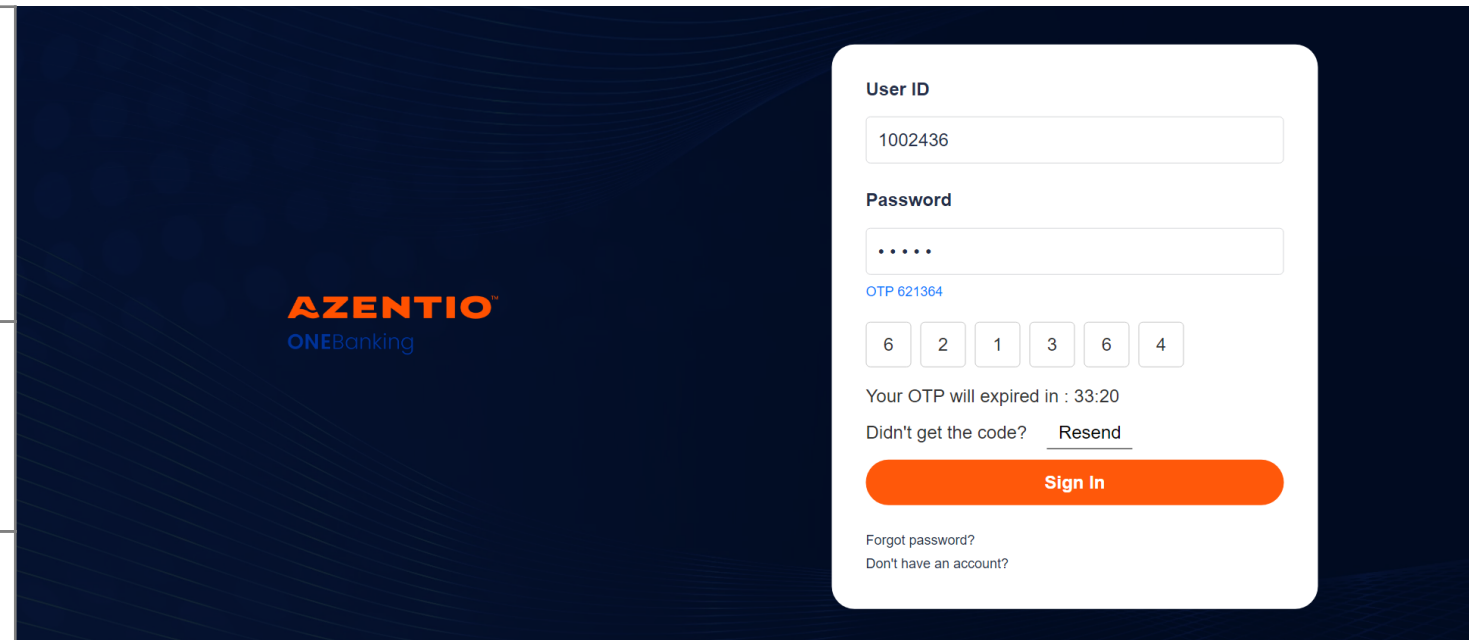 AZENTIO™
ONEBanking
User ID
1002436
Password
•••••
OTP 621364
6 2 1 3 6 4
Your OTP will expired in : 33:20
Didn't get the code? Resend
Sign In
Forgot password?
Don't have an account?